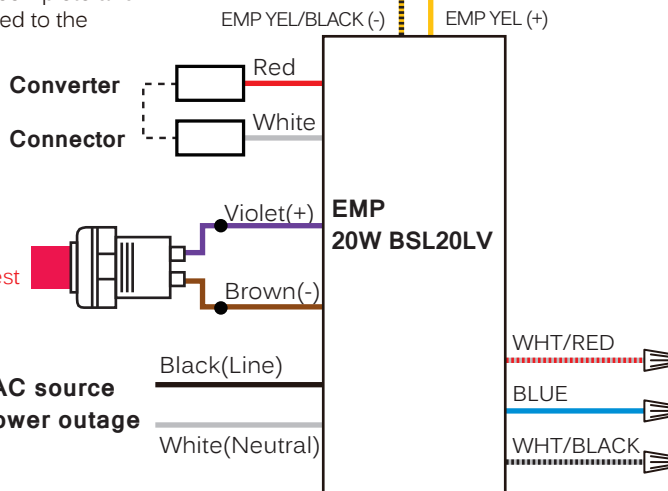 ed to the
EMP YEL/BLACK (-)
EMP YEL (+)
Red
Converter
White
Connector
Violet(+)
EMP
20W BSL20LV
est
Brown(-)
WHT/RED
Black(Line)
AC source
BLUE
ower outage
White(Neutral)
WHT/BLACK